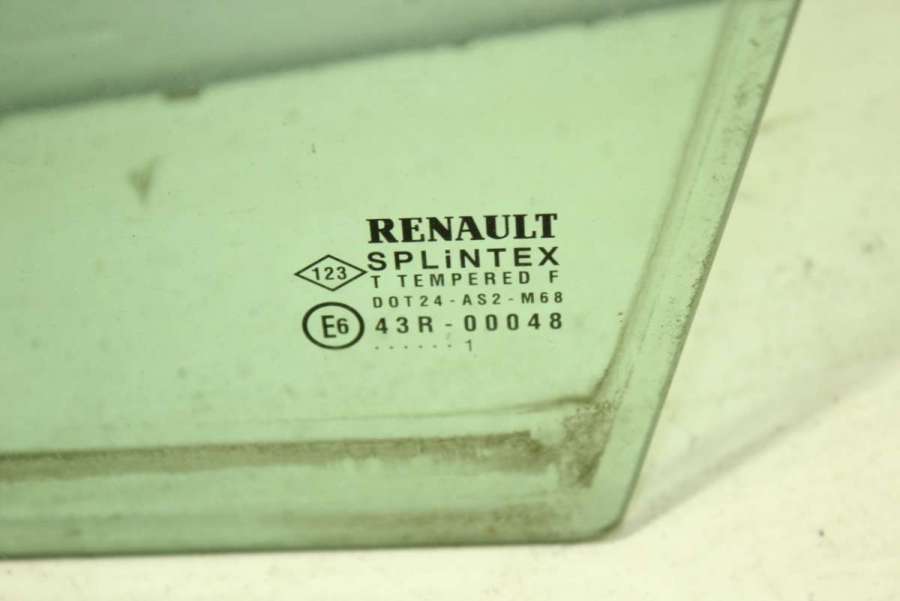 RENAULT
SPLiNTEX
123
T TEMPERED F
DOT24-AS2-M68
E6 43R-00048
......1